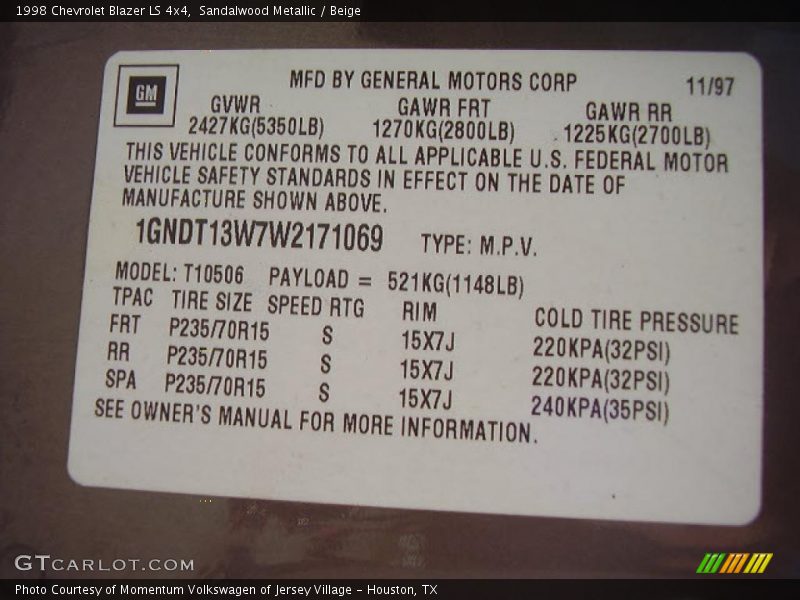 1998 Chevrolet Blazer LS 4x4,  Sandalwood Metallic / Beige
GM
MFD BY GENERAL MOTORS CORP 11/97
GVWR GAWR FRT GAWR RR
2427KG(5350LB) 1270KG(2800LB) 1225KG(2700LB)
THIS VEHICLE CONFORMS TO ALL APPLICABLE U.S. FEDERAL MOTOR
VEHICLE SAFETY STANDARDS IN EFFECT ON THE DATE OF
MANUFACTURE SHOWN ABOVE.
1GNDT13W7W2171069 TYPE: M.P.V.
MODEL: T10506 PAYLOAD = 521KG(1148LB)
TPAC TIRE SIZE SPEED RTG RIM COLD TIRE PRESSURE
FRT P235/70R15 S 15X7J 220KPA(32PSI)
RR P235/70R15 S 15X7J 220KPA(32PSI)
SPA P235/70R15 S 15X7J 240KPA(35PSI)
SEE OWNER'S MANUAL FOR MORE INFORMATION.
GTCARLOT.COM
Photo Courtesy of Momentum Volkswagen of Jersey Village - Houston, TX